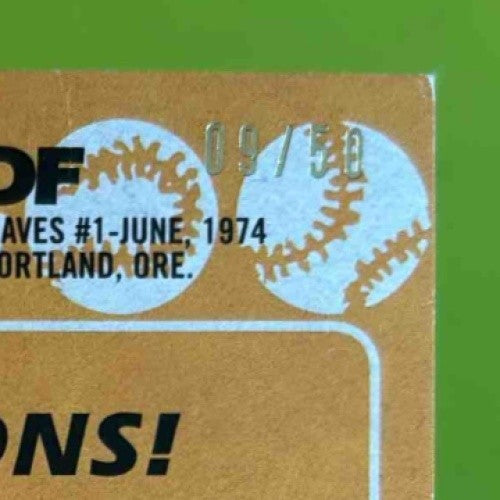 09/50
DF
AVES #1-JUNE, 1974
ORTLAND, ORE.
ONS!